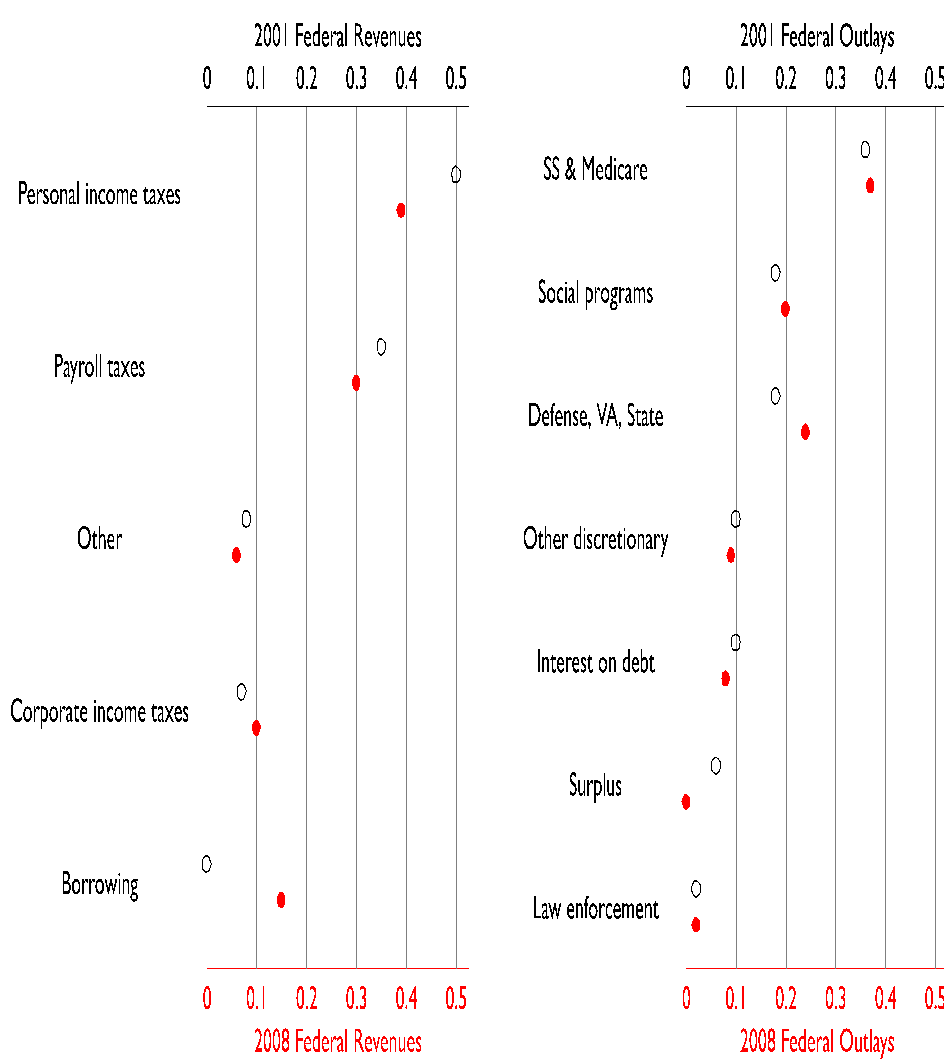 2001 Federal Revenues
0 0.1 0.2 0.3 0.4 0.5
Personal income taxes
Payroll taxes
Other
Corporate income taxes
Borrowing
0 0.1 0.2 0.3 0.4 0.5
2008 Federal Revenues
2001 Federal Outlays
0 0.1 0.2 0.3 0.4 0.5
SS & Medicare
Social programs
Defense, VA, State
Other discretionary
Interest on debt
Surplus
Law enforcement
0 0.1 0.2 0.3 0.4 0.5
2008 Federal Outlays